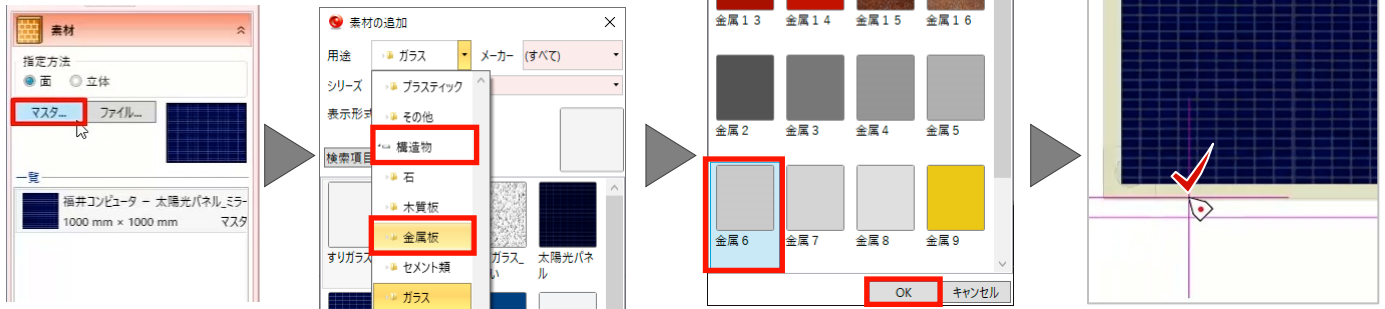 素材
指定方法
面 立体
マスタ... ファイル...
一覧
福井コンピュータ － 太陽光パネル_ミラｰ
1000 mm × 1000 mm マスタ
素材の追加
用途 ガラス メーカー (すべて)
シリーズ プラスティック
表示形式 その他
構造物
検索項目
石
木質板
金属板
すりガラス ガラス_ 太陽光パネ
い ル
セメント類
ガラス
金属13 金属14 金属15 金属16
金属2 金属3 金属4 金属5
金属6 金属7 金属8 金属9
OK キャンセル